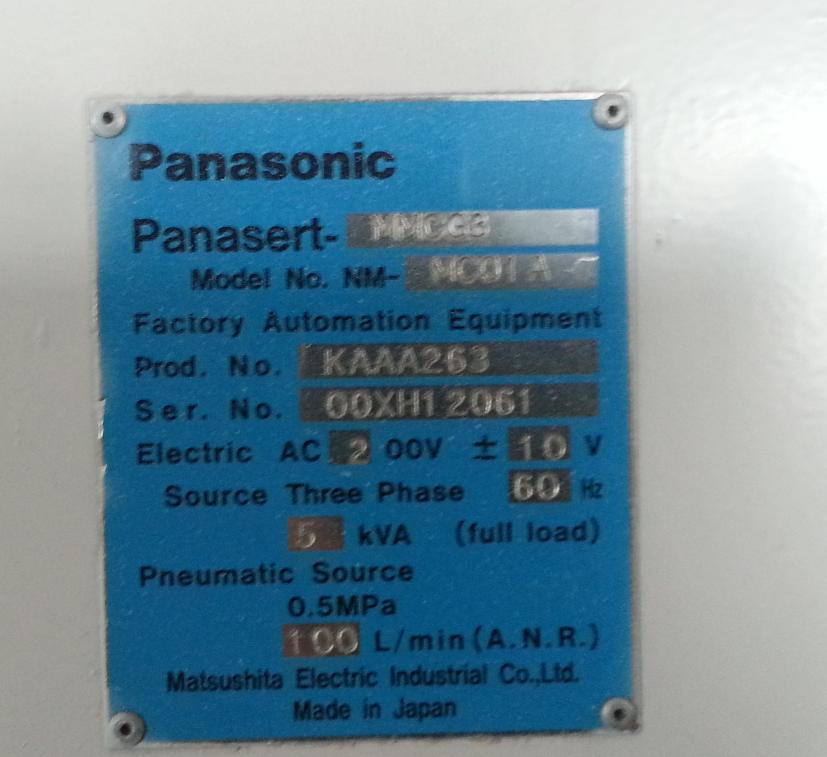 Panasonic
Panasert- MMCG3
Model No. NM- MC01A
Factory Automation Equipment
Prod. No. KAAA263
Ser. No. 00XH12061
Electric AC 200V ± 10 V
Source Three Phase 60 Hz
5 kVA (full load)
Pneumatic Source
0.5MPa
100 L/min(A.N.R.)
Matsushita Electric Industrial Co.,Ltd.
Made in Japan